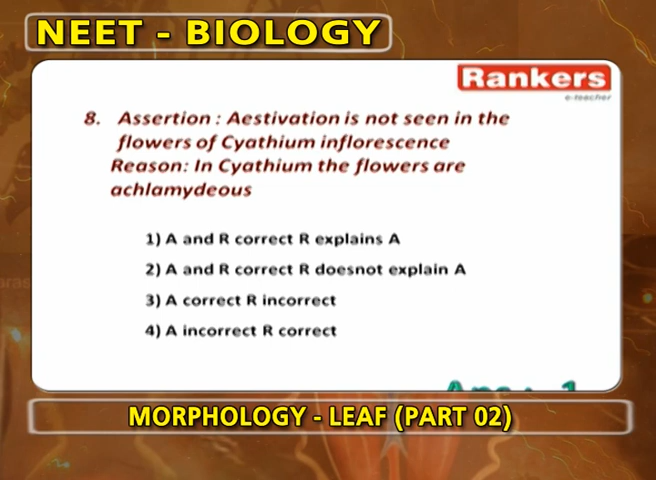 NEET - BIOLOGY
Rankers
e-teacher
8. Assertion : Aestivation is not seen in the
flowers of Cyathium inflorescence
Reason: In Cyathium the flowers are
achlamydeous
1) A and R correct R explains A
2) A and R correct R doesnot explain A
3) A correct R incorrect
4) A incorrect R correct
MORPHOLOGY - LEAF (PART 02)